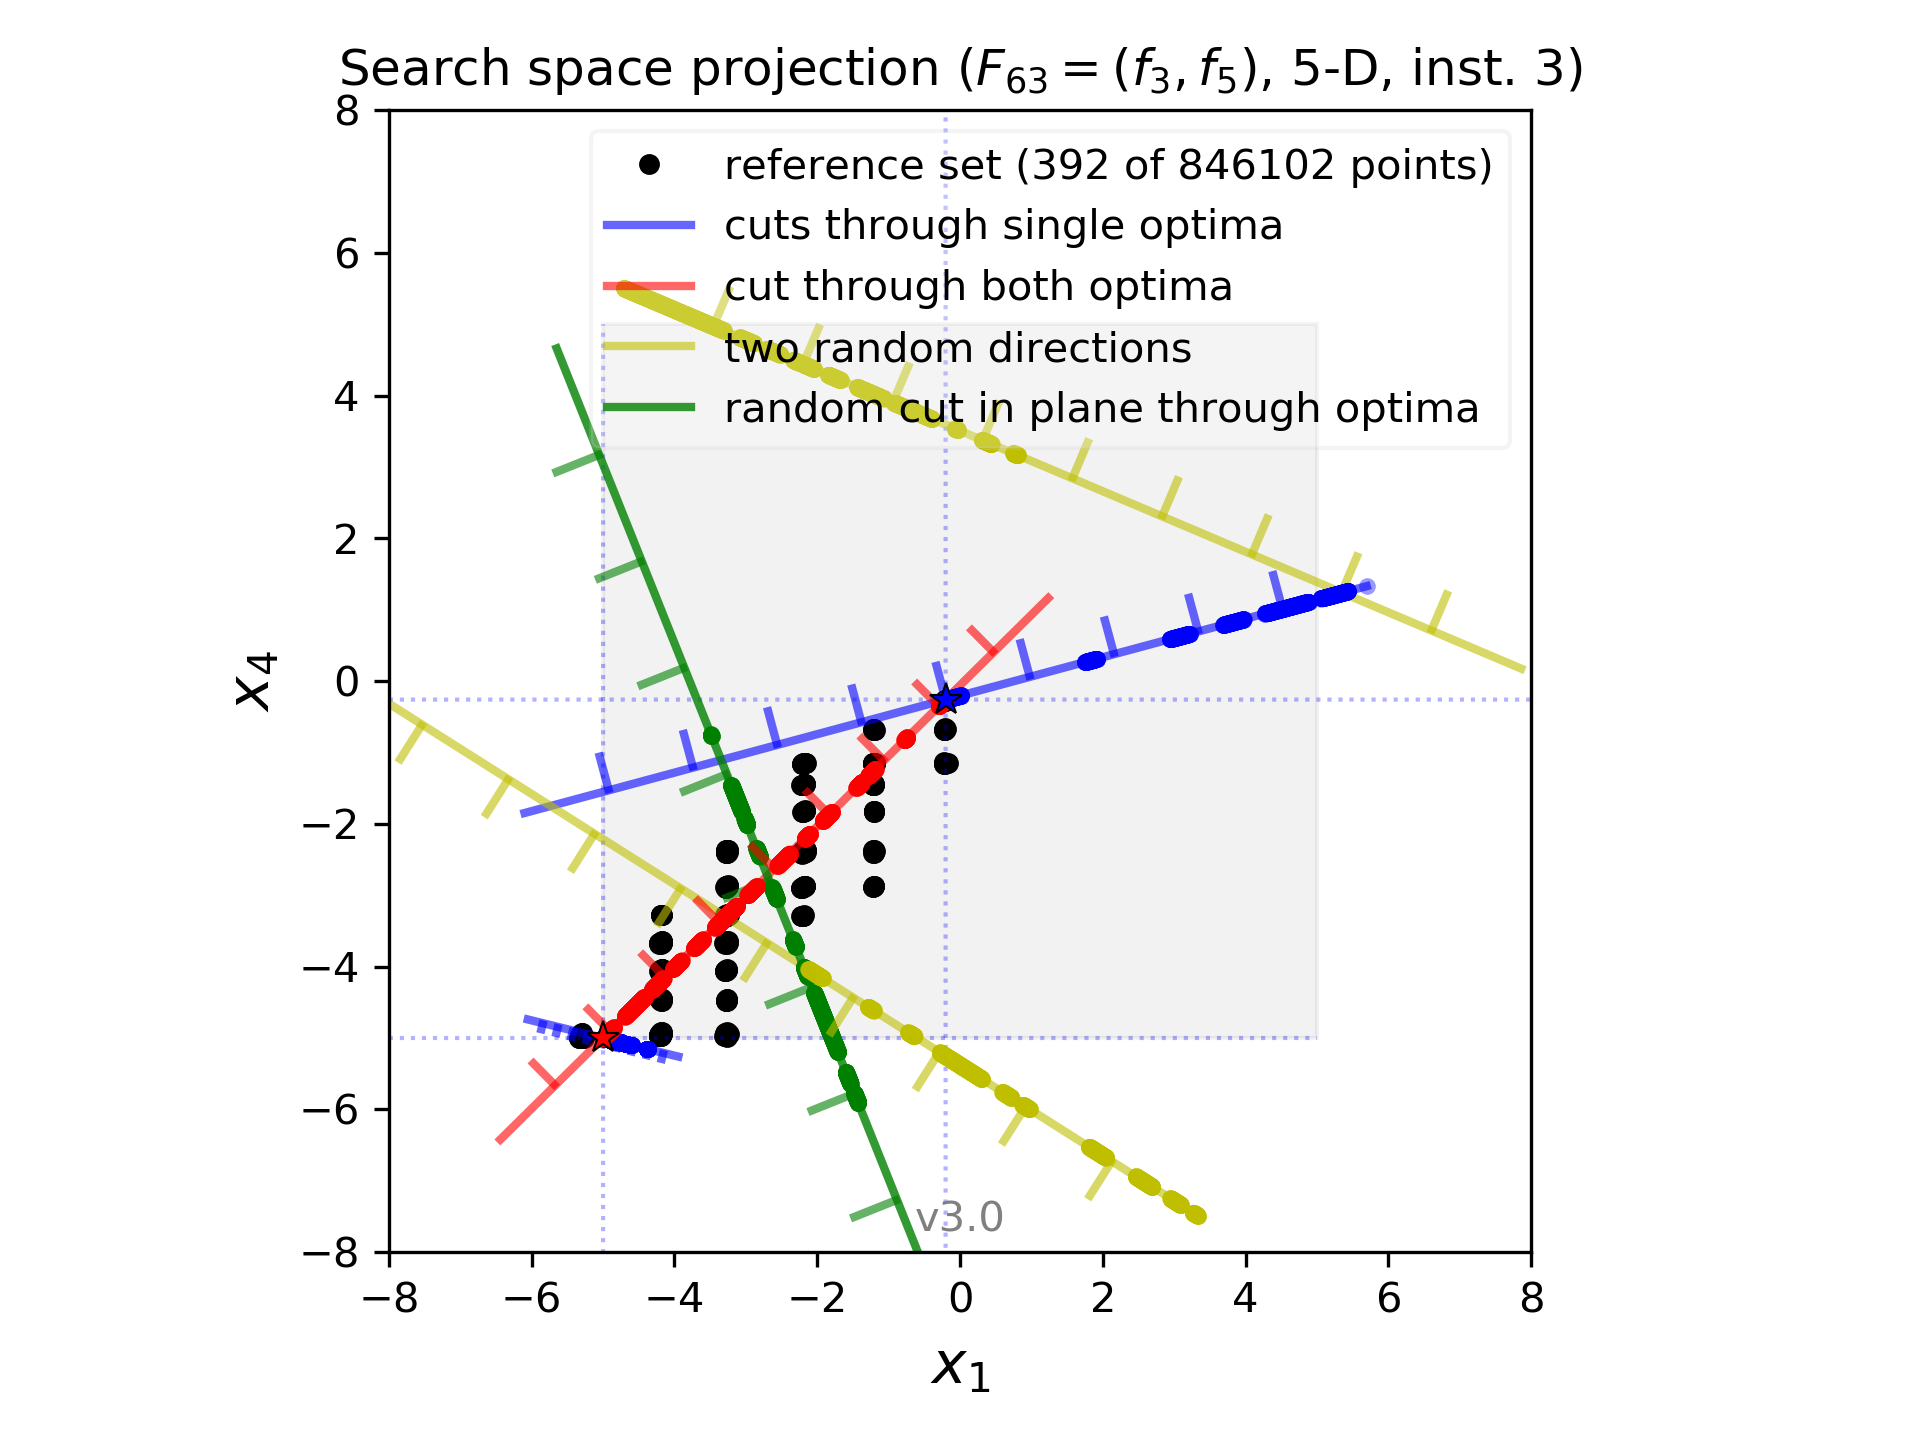 Search space projection (F₆₃ = (f₃, f₅), 5-D, inst. 3)
8
6
4
2
0
−2
−4
−6
−8
x₄
reference set (392 of 846102 points)
cuts through single optima
cut through both optima
two random directions
random cut in plane through optima
v3.0
−8 −6 −4 −2 0 2 4 6 8
x₁